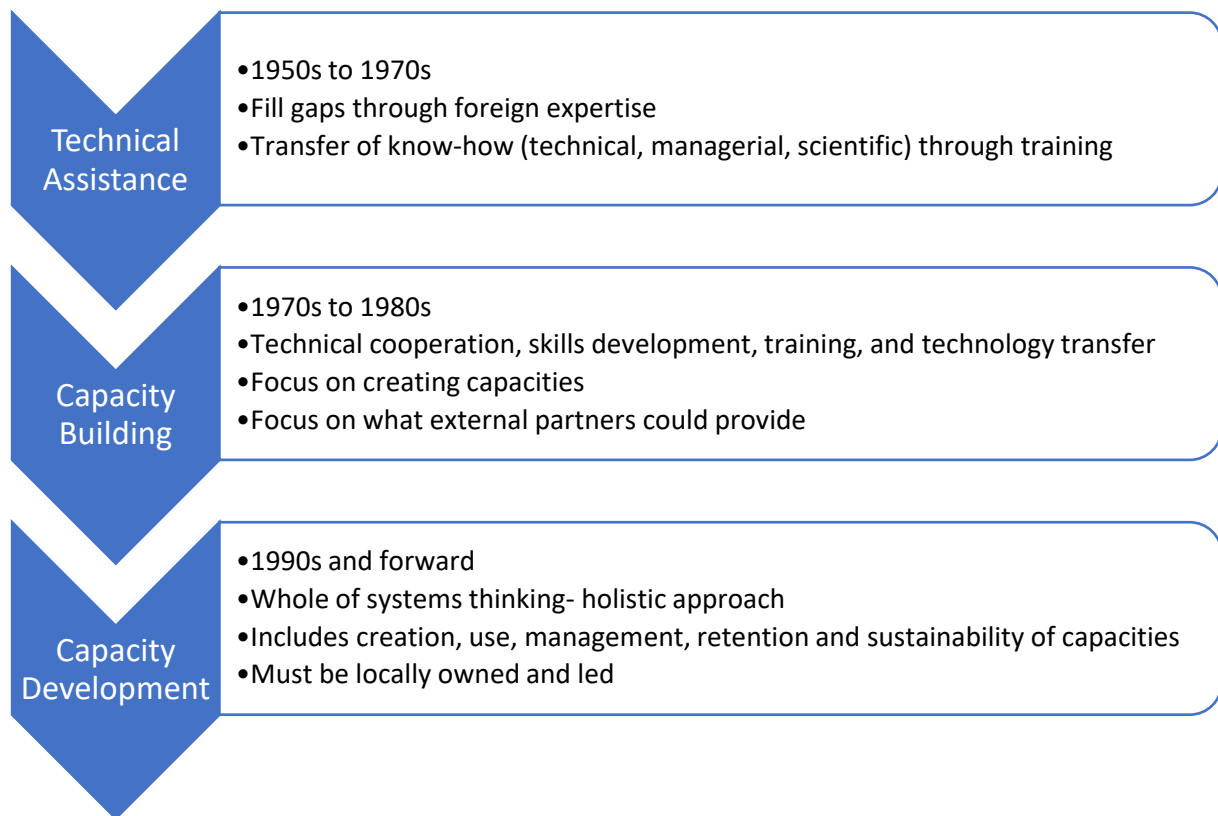 Technical
Assistance
•1950s to 1970s
•Fill gaps through foreign expertise
•Transfer of know-how (technical, managerial, scientific) through training
Capacity
Building
•1970s to 1980s
•Technical cooperation, skills development, training, and technology transfer
•Focus on creating capacities
•Focus on what external partners could provide
Capacity
Development
•1990s and forward
•Whole of systems thinking- holistic approach
•Includes creation, use, management, retention and sustainability of capacities
•Must be locally owned and led